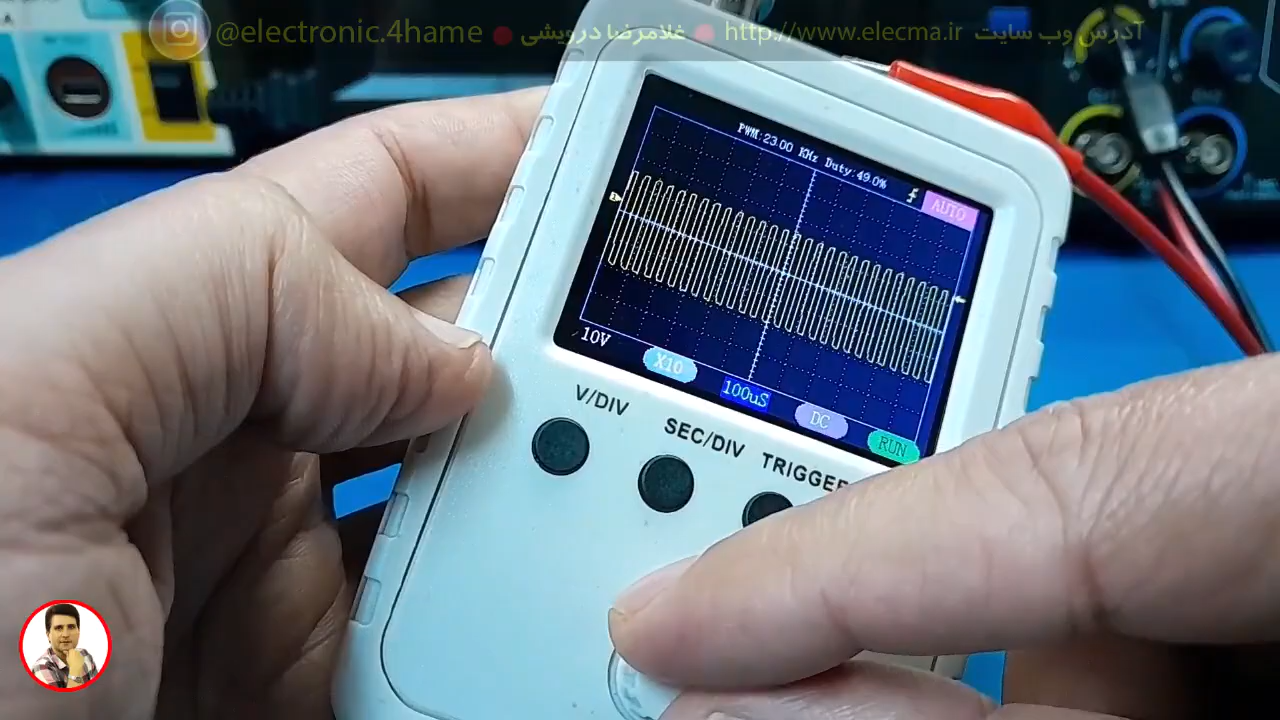 @electronic.4hame • غلامرضا درویشی • http://www.elecma.ir آدرس وب سایت
PWM:23.00 KHz Duty:49.0%
AUTO
10V
X10
100uS
DC
RUN
V/DIV
SEC/DIV
TRIGGER